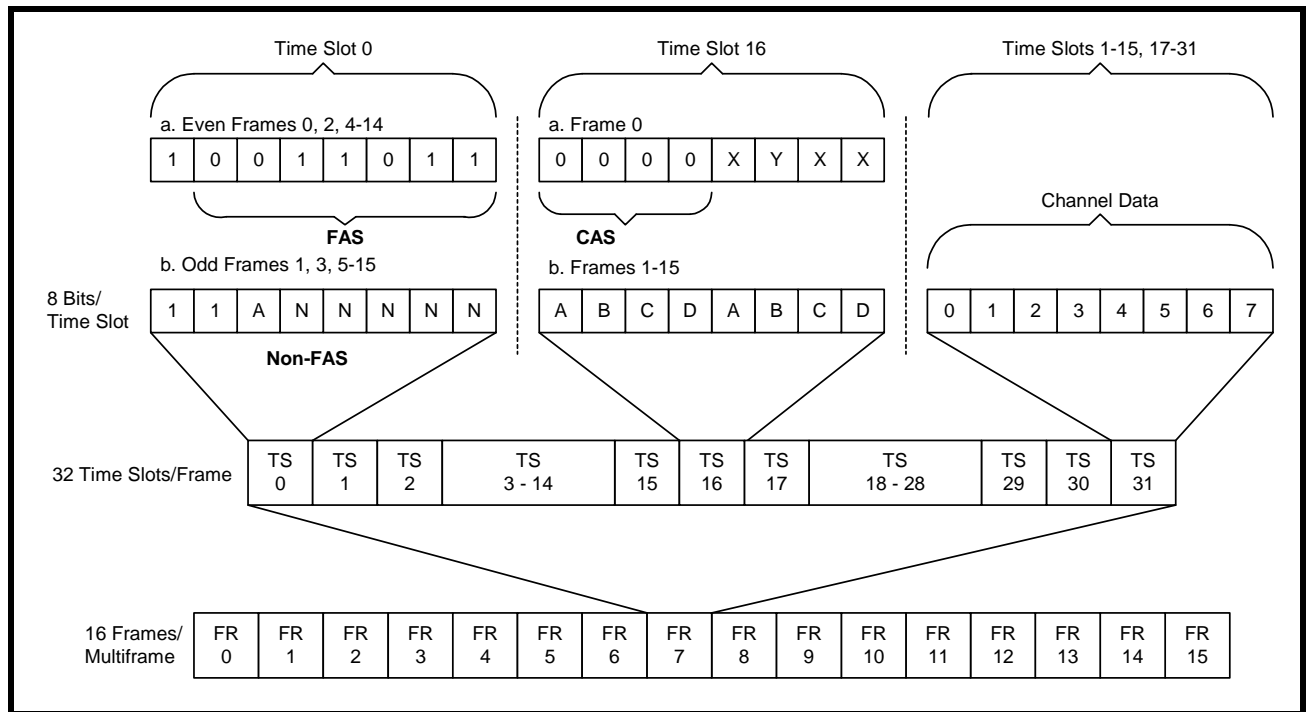 Time Slot 0
Time Slot 16
Time Slots 1-15, 17-31
a. Even Frames 0, 2, 4-14
a. Frame 0
1 0 0 1 1 0 1 1
0 0 0 0 X Y X X
Channel Data
FAS
CAS
b. Odd Frames 1, 3, 5-15
b. Frames 1-15
8 Bits/
Time Slot
1 1 A N N N N N
A B C D A B C D
0 1 2 3 4 5 6 7
Non-FAS
32 Time Slots/Frame
TS
0
TS
1
TS
2
TS
3 - 14
TS
15
TS
16
TS
17
TS
18 - 28
TS
29
TS
30
TS
31
16 Frames/
Multiframe
FR
0
FR
1
FR
2
FR
3
FR
4
FR
5
FR
6
FR
7
FR
8
FR
9
FR
10
FR
11
FR
12
FR
13
FR
14
FR
15